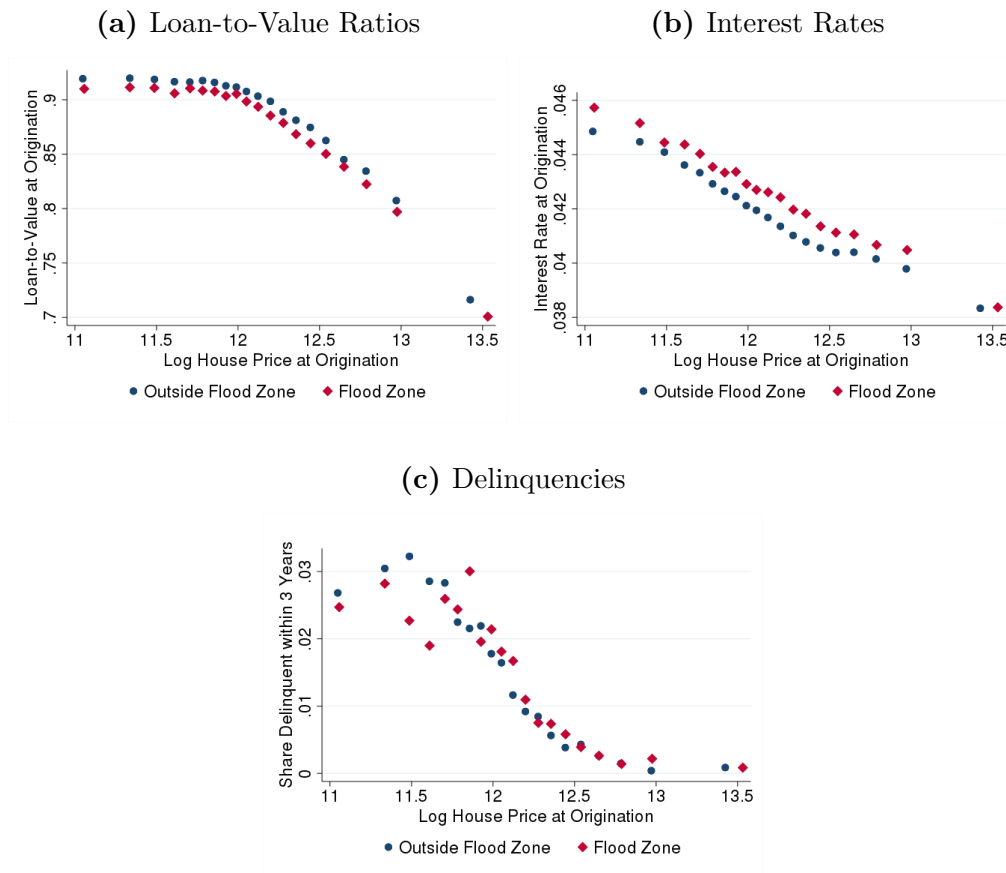 (a) Loan-to-Value Ratios
Loan-to-Value at Origination
.9
.85
.8
.75
.7
11 11.5 12 12.5 13 13.5
Log House Price at Origination
Outside Flood Zone Flood Zone
(b) Interest Rates
Interest Rate at Origination
.046
.044
.042
.04
.038
11 11.5 12 12.5 13 13.5
Log House Price at Origination
Outside Flood Zone Flood Zone
(c) Delinquencies
Share Delinquent within 3 Years
.03
.02
.01
0
11 11.5 12 12.5 13 13.5
Log House Price at Origination
Outside Flood Zone Flood Zone